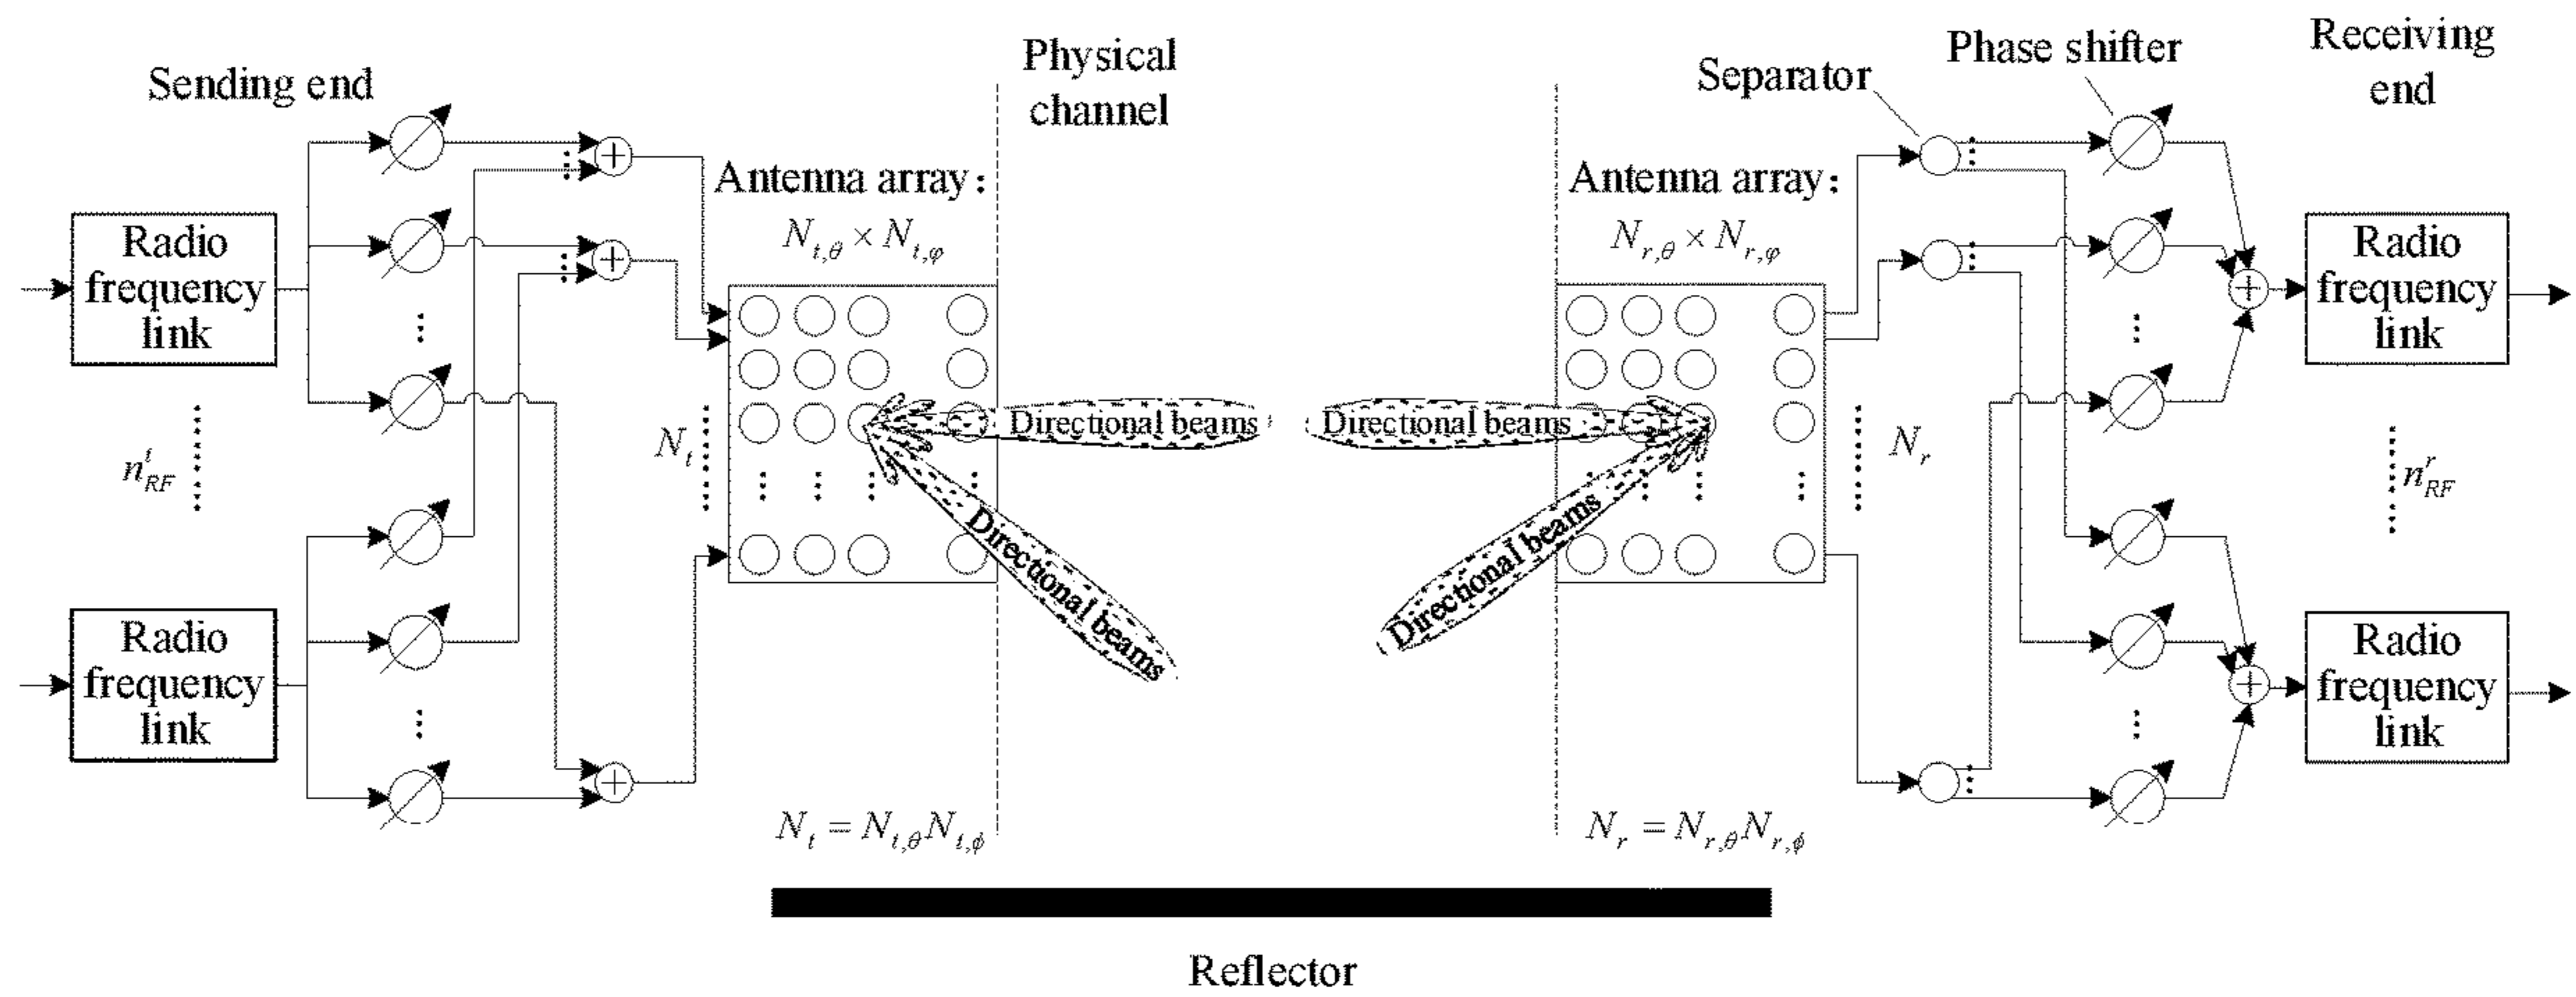 Sending end
Physical
channel
Separator
Phase shifter
Receiving
end
Antenna array:
N_{t,θ} × N_{t,φ}
Antenna array:
N_{r,θ} × N_{r,φ}
Radio
frequency
link
Radio
frequency
link
n_{RF}^{t}
N_t
Directional beams
Directional beams
N_r
n_{RF}^{r}
Directional beams
Directional beams
Radio
frequency
link
Radio
frequency
link
N_t = N_{t,θ}N_{t,ϕ}
N_r = N_{r,θ}N_{r,ϕ}
Reflector